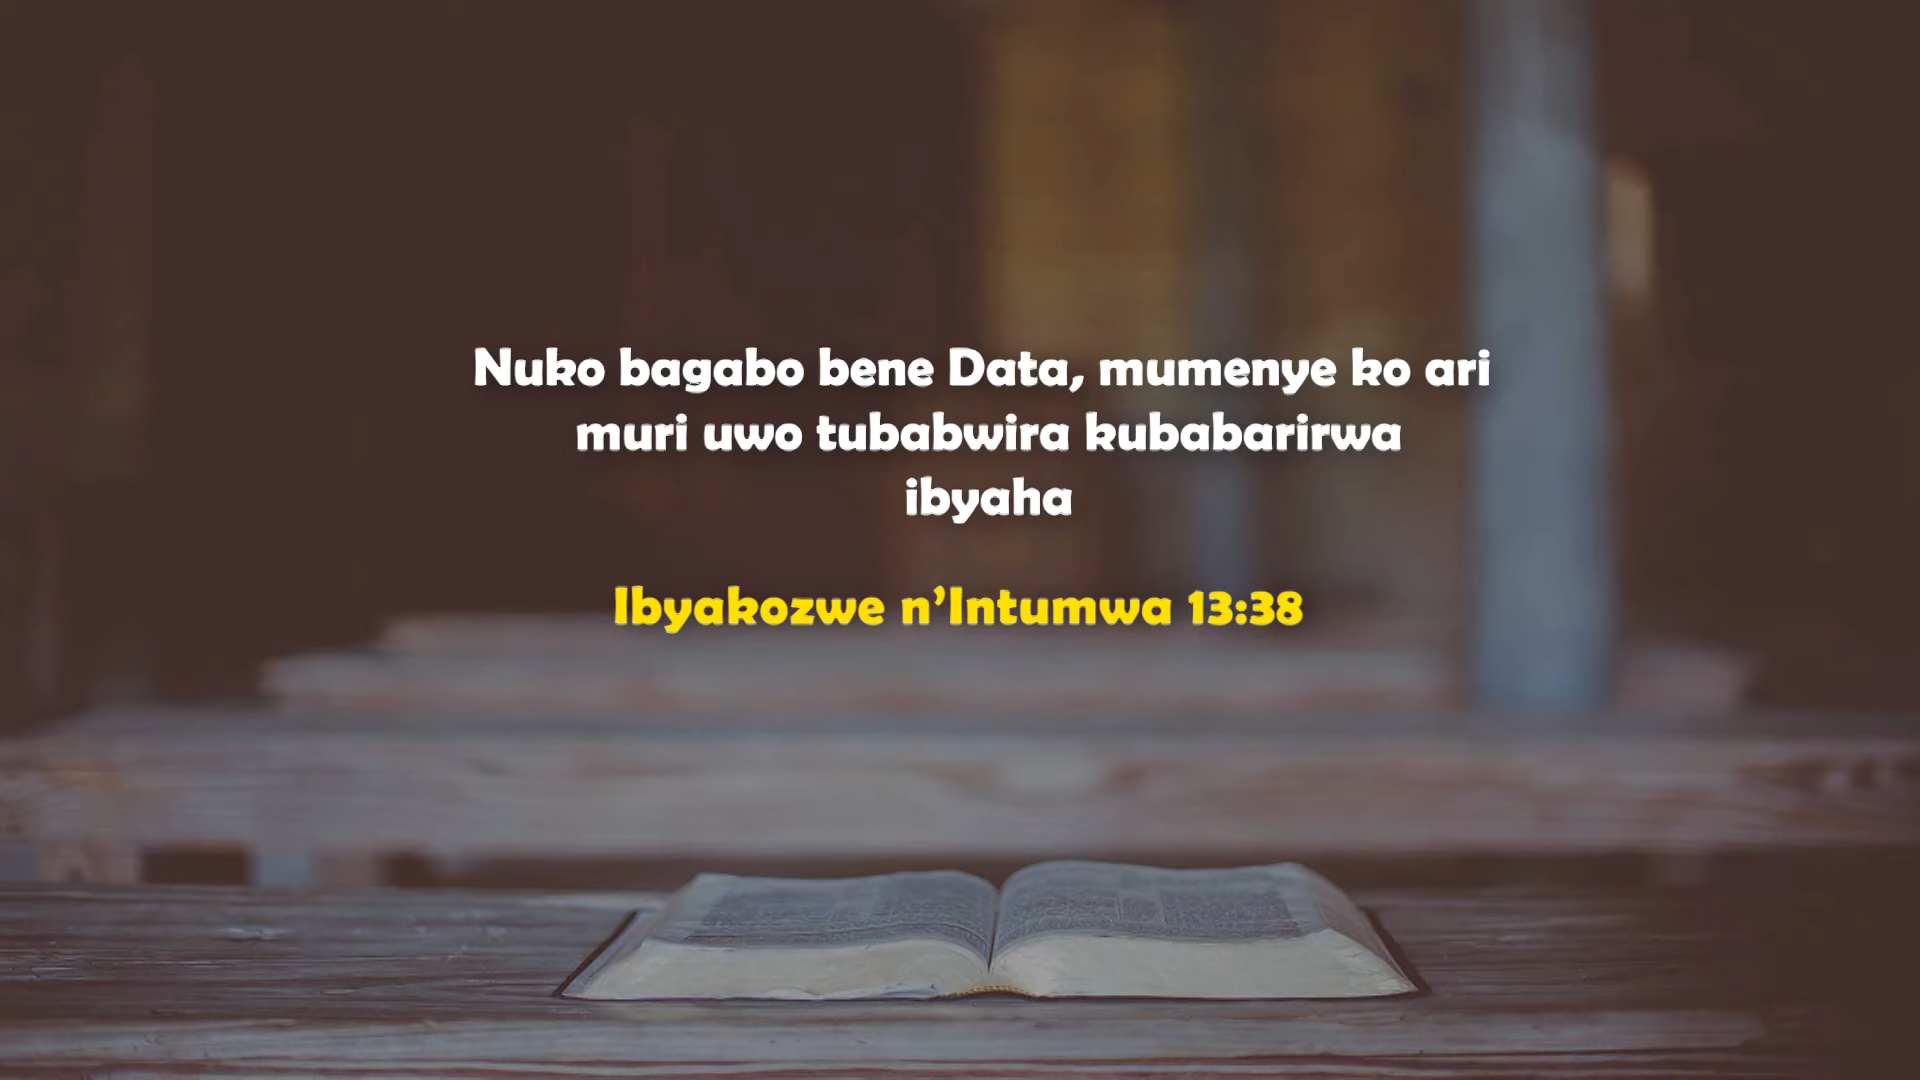 Nuko bagabo bene Data, mumenye ko ari
muri uwo tubabwira kubabarirwa
ibyaha
Ibyakozwe n’Intumwa 13:38